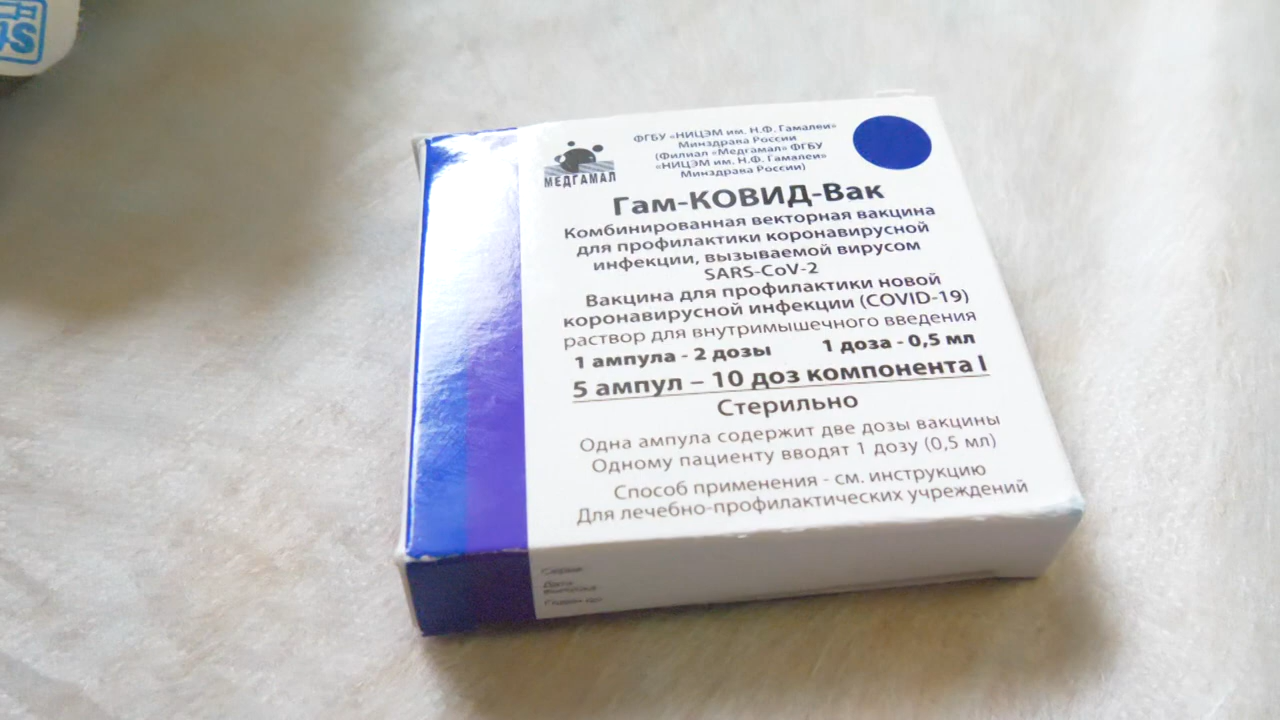 ФГБУ «НИЦЭМ им. Н.Ф. Гамалеи»
Минздрава России
(Филиал «Медгамал» ФГБУ
«НИЦЭМ им. Н.Ф. Гамалеи»
Минздрава России)
МЕДГАМАЛ
Гам-КОВИД-Вак
Комбинированная векторная вакцина
для профилактики коронавирусной
инфекции, вызываемой вирусом
SARS-CoV-2
Вакцина для профилактики новой
коронавирусной инфекции (COVID-19)
раствор для внутримышечного введения
1 ампула - 2 дозы 1 доза - 0,5 мл
5 ампул – 10 доз компонента I
Стерильно
Одна ампула содержит две дозы вакцины
Одному пациенту вводят 1 дозу (0,5 мл)
Способ применения - см. инструкцию
Для лечебно-профилактических учреждений
Серия
Дата
выпуска